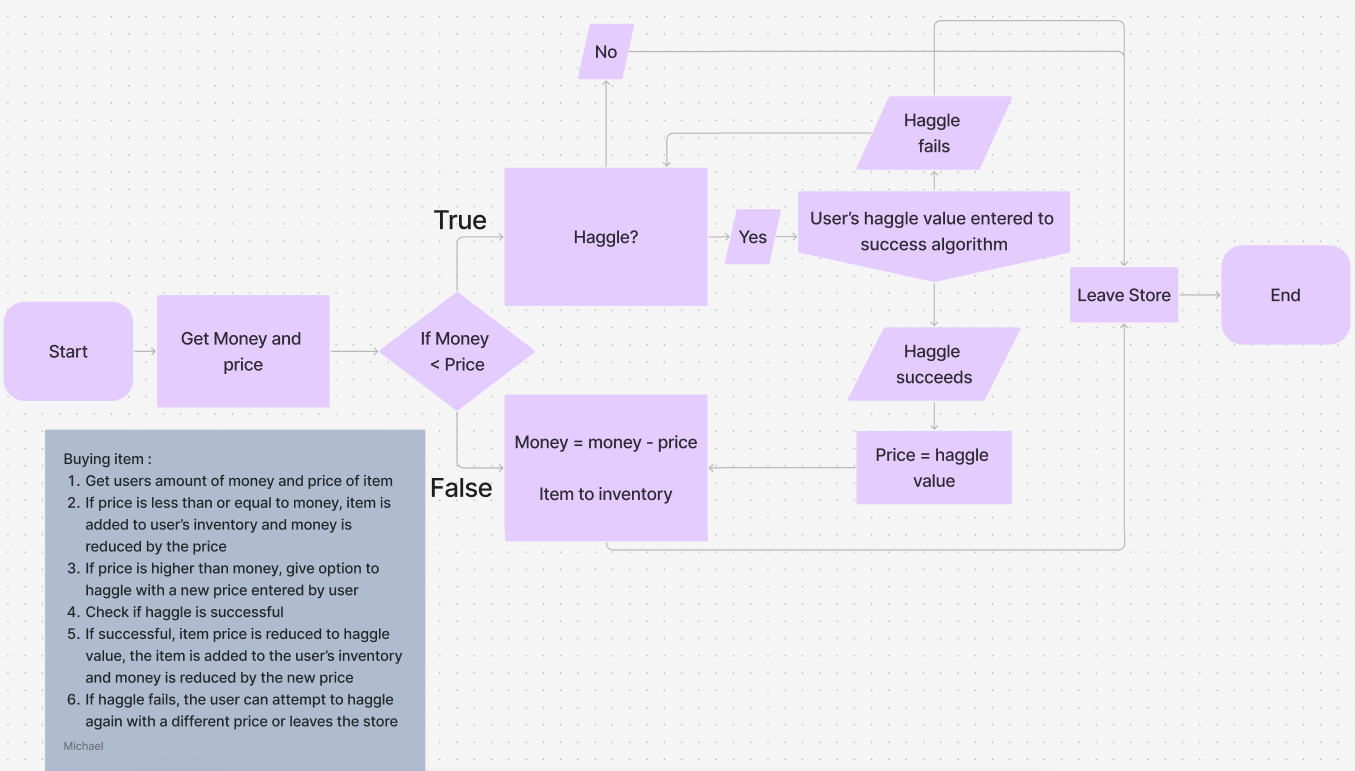 No
Haggle
fails
True
User's haggle value entered to
success algorithm
Haggle?
Yes
Leave Store
End
Start
Get Money and
price
If Money
< Price
Haggle
succeeds
Money = money - price
Item to inventory
Price = haggle
value
False
Buying item :
1. Get users amount of money and price of item
2. If price is less than or equal to money, item is
added to user's inventory and money is
reduced by the price
3. If price is higher than money, give option to
haggle with a new price entered by user
4. Check if haggle is successful
5. If successful, item price is reduced to haggle
value, the item is added to the user's inventory
and money is reduced by the new price
6. If haggle fails, the user can attempt to haggle
again with a different price or leaves the store
Michael